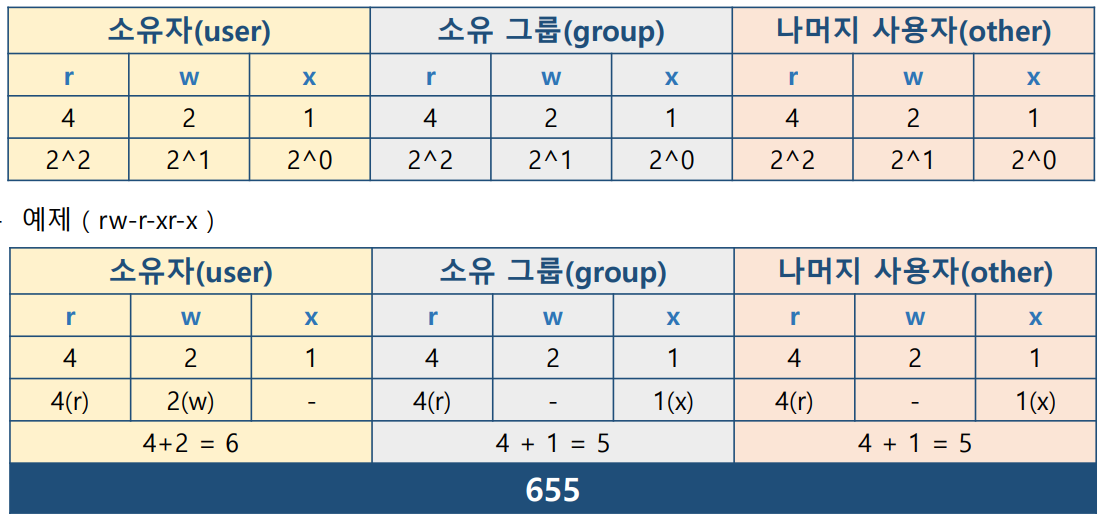 소유자(user) 소유 그룹(group) 나머지 사용자(other)
r w x r w x r w x
4 2 1 4 2 1 4 2 1
2^2 2^1 2^0 2^2 2^1 2^0 2^2 2^1 2^0
- 예제 ( rw-r-xr-x )
소유자(user) 소유 그룹(group) 나머지 사용자(other)
r w x r w x r w x
4 2 1 4 2 1 4 2 1
4(r) 2(w) - 4(r) - 1(x) 4(r) - 1(x)
4+2 = 6 4 + 1 = 5 4 + 1 = 5
655